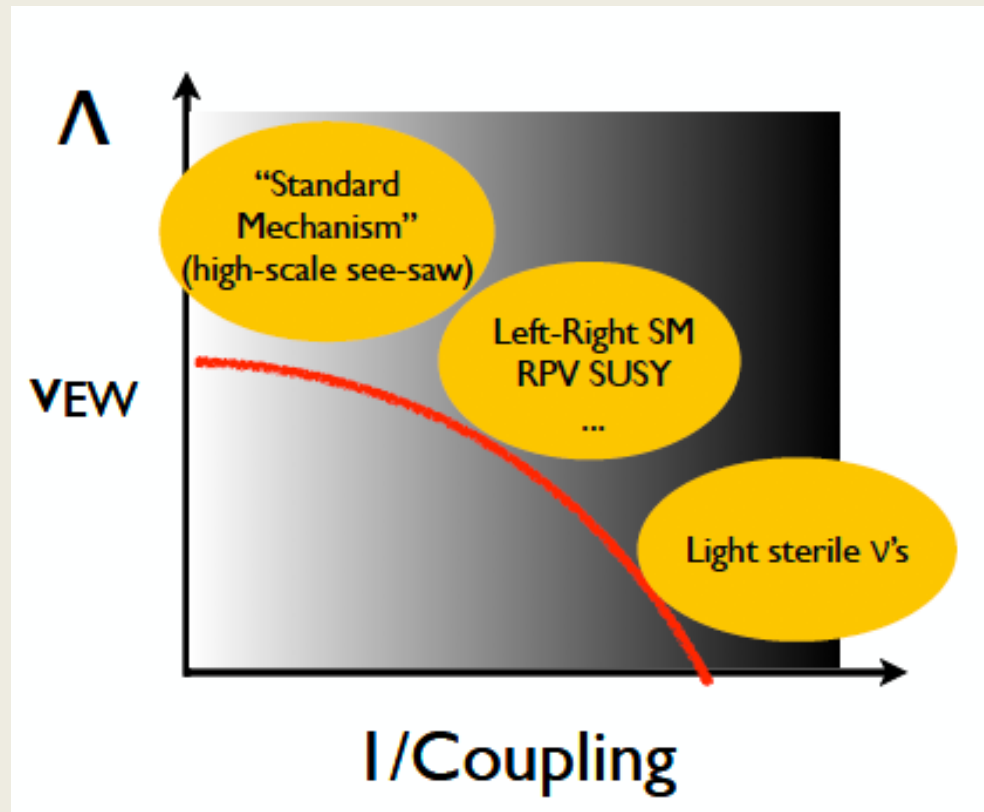 Λ
“Standard
Mechanism”
(high-scale see-saw)
Left-Right SM
RPV SUSY
...
vEW
Light sterile ν's
1/Coupling